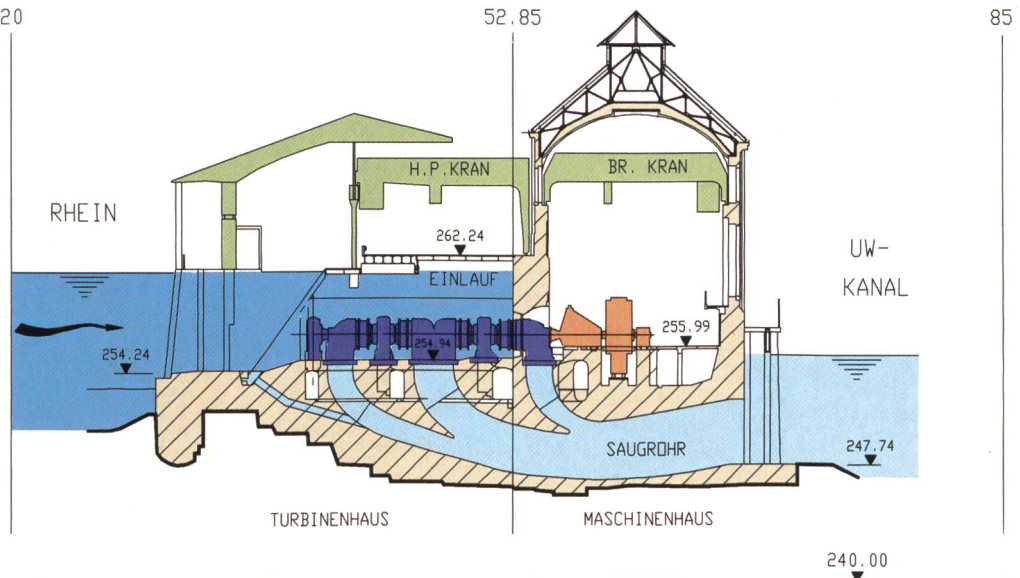 20
52.85
85
H.P.KRAN
BR. KRAN
RHEIN
262.24
UW-
KANAL
EINLAUF
255.99
254.94
254.24
247.74
SAUGROHR
TURBINENHAUS
MASCHINENHAUS
240.00